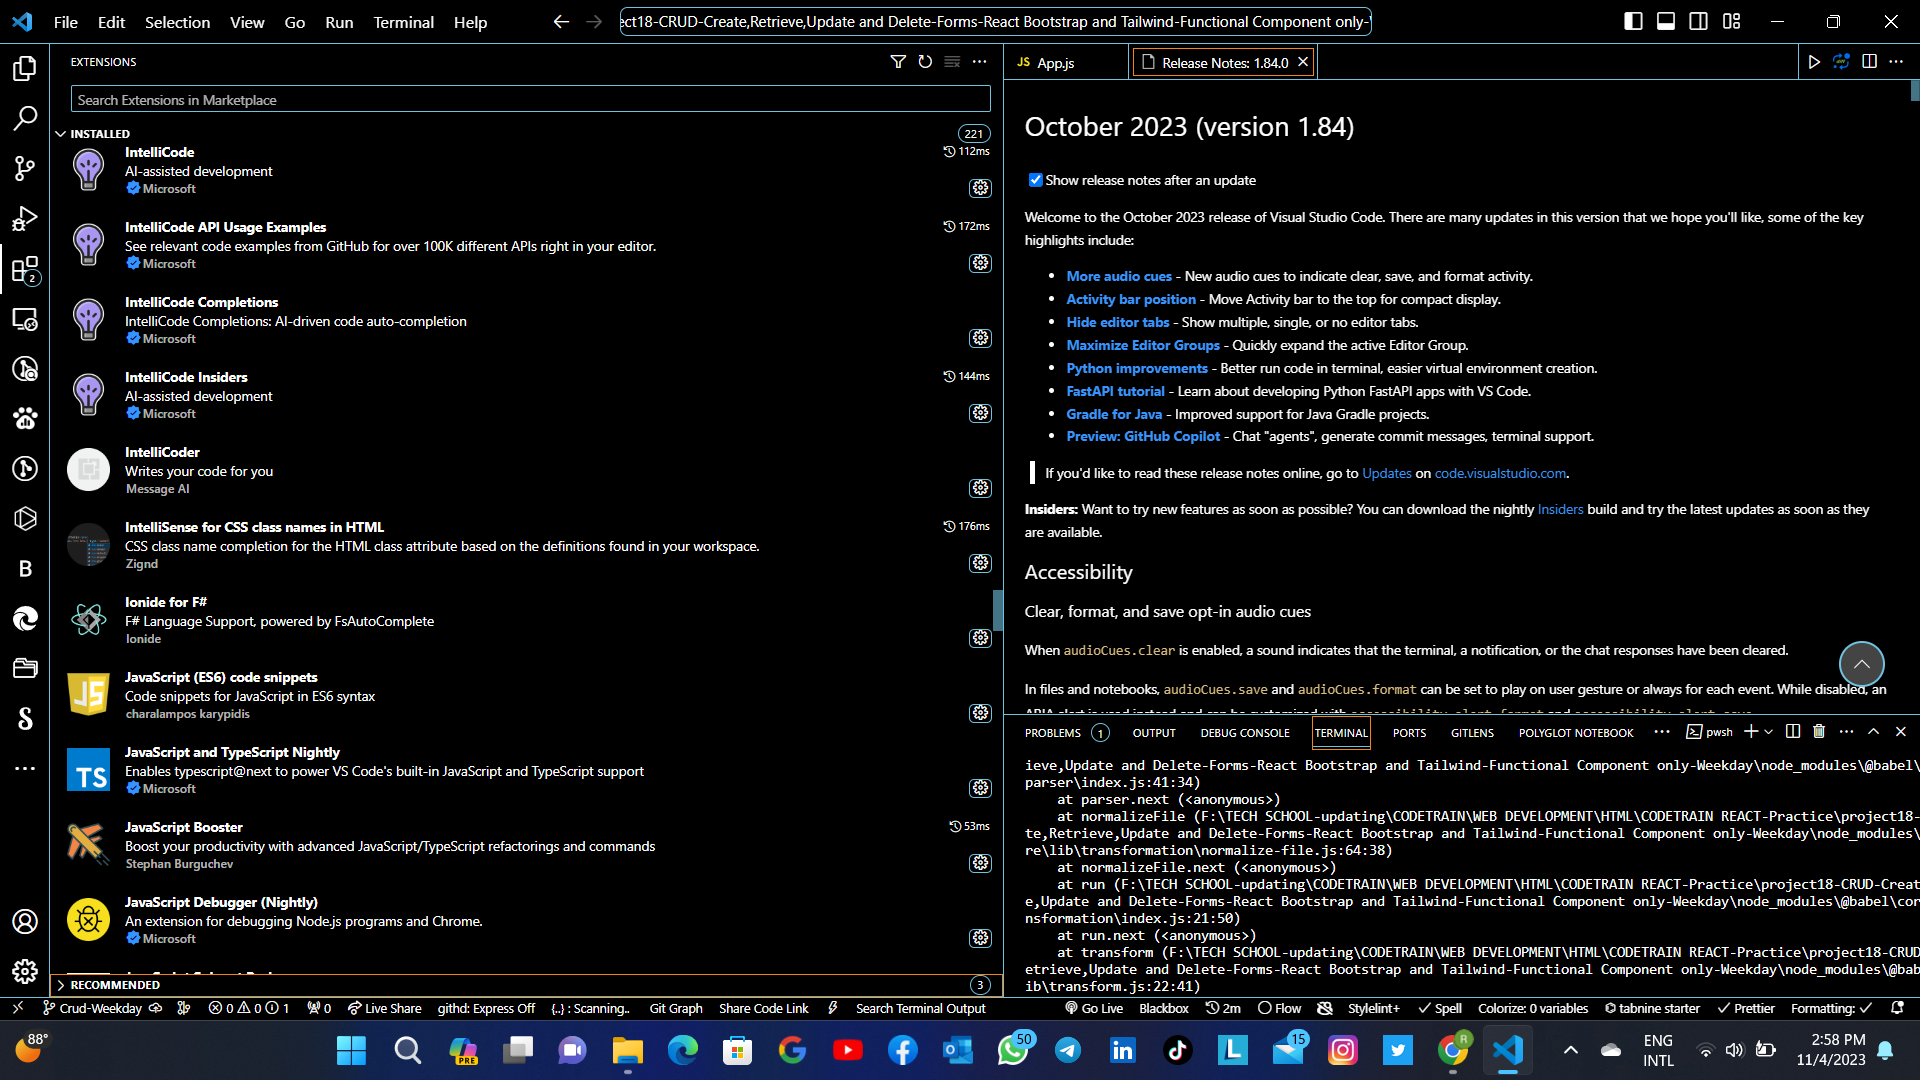 File Edit Selection View Go Run Terminal Help
ect18-CRUD-Create,Retrieve,Update and Delete-Forms-React Bootstrap and Tailwind-Functional Component only-
EXTENSIONS
Search Extensions in Marketplace
INSTALLED 221
IntelliCode 112ms
AI-assisted development
Microsoft
IntelliCode API Usage Examples 172ms
See relevant code examples from GitHub for over 100K different APIs right in your editor.
Microsoft
IntelliCode Completions
IntelliCode Completions: AI-driven code auto-completion
Microsoft
IntelliCode Insiders 144ms
AI-assisted development
Microsoft
IntelliCoder
Writes your code for you
Message AI
IntelliSense for CSS class names in HTML 176ms
CSS class name completion for the HTML class attribute based on the definitions found in your workspace.
Zignd
Ionide for F#
F# Language Support, powered by FsAutoComplete
Ionide
JS
JavaScript (ES6) code snippets
Code snippets for JavaScript in ES6 syntax
charalampos karypidis
TS
JavaScript and TypeScript Nightly
Enables typescript@next to power VS Code's built-in JavaScript and TypeScript support
Microsoft
JavaScript Booster 53ms
Boost your productivity with advanced JavaScript/TypeScript refactorings and commands
Stephan Burguchev
JavaScript Debugger (Nightly)
An extension for debugging Node.js programs and Chrome.
Microsoft
RECOMMENDED 3
2
B
JS App.js
Release Notes: 1.84.0
October 2023 (version 1.84)
Show release notes after an update
Welcome to the October 2023 release of Visual Studio Code. There are many updates in this version that we hope you'll like, some of the key
highlights include:
• More audio cues - New audio cues to indicate clear, save, and format activity.
• Activity bar position - Move Activity bar to the top for compact display.
• Hide editor tabs - Show multiple, single, or no editor tabs.
• Maximize Editor Groups - Quickly expand the active Editor Group.
• Python improvements - Better run code in terminal, easier virtual environment creation.
• FastAPI tutorial - Learn about developing Python FastAPI apps with VS Code.
• Gradle for Java - Improved support for Java Gradle projects.
• Preview: GitHub Copilot - Chat "agents", generate commit messages, terminal support.
If you'd like to read these release notes online, go to Updates on code.visualstudio.com.
Insiders: Want to try new features as soon as possible? You can download the nightly Insiders build and try the latest updates as soon as they
are available.
Accessibility
Clear, format, and save opt-in audio cues
When audioCues.clear is enabled, a sound indicates that the terminal, a notification, or the chat responses have been cleared.
In files and notebooks, audioCues.save and audioCues.format can be set to play on user gesture or always for each event. While disabled, an
PROBLEMS 1 OUTPUT DEBUG CONSOLE TERMINAL PORTS GITLENS POLYGLOT NOTEBOOK pwsh
ieve,Update and Delete-Forms-React Bootstrap and Tailwind-Functional Component only-Weekday\node_modules\@babel\
parser\index.js:41:34)
at parser.next (<anonymous>)
at normalizeFile (F:\TECH SCHOOL-updating\CODETRAIN\WEB DEVELOPMENT\HTML\CODETRAIN REACT-Practice\project18-
te,Retrieve,Update and Delete-Forms-React Bootstrap and Tailwind-Functional Component only-Weekday\node_modules\
re\lib\transformation\normalize-file.js:64:38)
at normalizeFile.next (<anonymous>)
at run (F:\TECH SCHOOL-updating\CODETRAIN\WEB DEVELOPMENT\HTML\CODETRAIN REACT-Practice\project18-CRUD-Creat
e,Update and Delete-Forms-React Bootstrap and Tailwind-Functional Component only-Weekday\node_modules\@babel\cor
nsformation\index.js:21:50)
at run.next (<anonymous>)
at transform (F:\TECH SCHOOL-updating\CODETRAIN\WEB DEVELOPMENT\HTML\CODETRAIN REACT-Practice\project18-CRUD
etrieve,Update and Delete-Forms-React Bootstrap and Tailwind-Functional Component only-Weekday\node_modules\@bab
ib\transform.js:22:41)
Crud-Weekday 0 0 1 0 Live Share githd: Express Off {..} : Scanning.. Git Graph Share Code Link Search Terminal Output Go Live Blackbox 2m Flow Stylelint+ Spell Colorize: 0 variables tabnine starter Prettier Formatting: ✓
88° PRE 50 L 15 R ENG 2:58 PM
INTL 11/4/2023